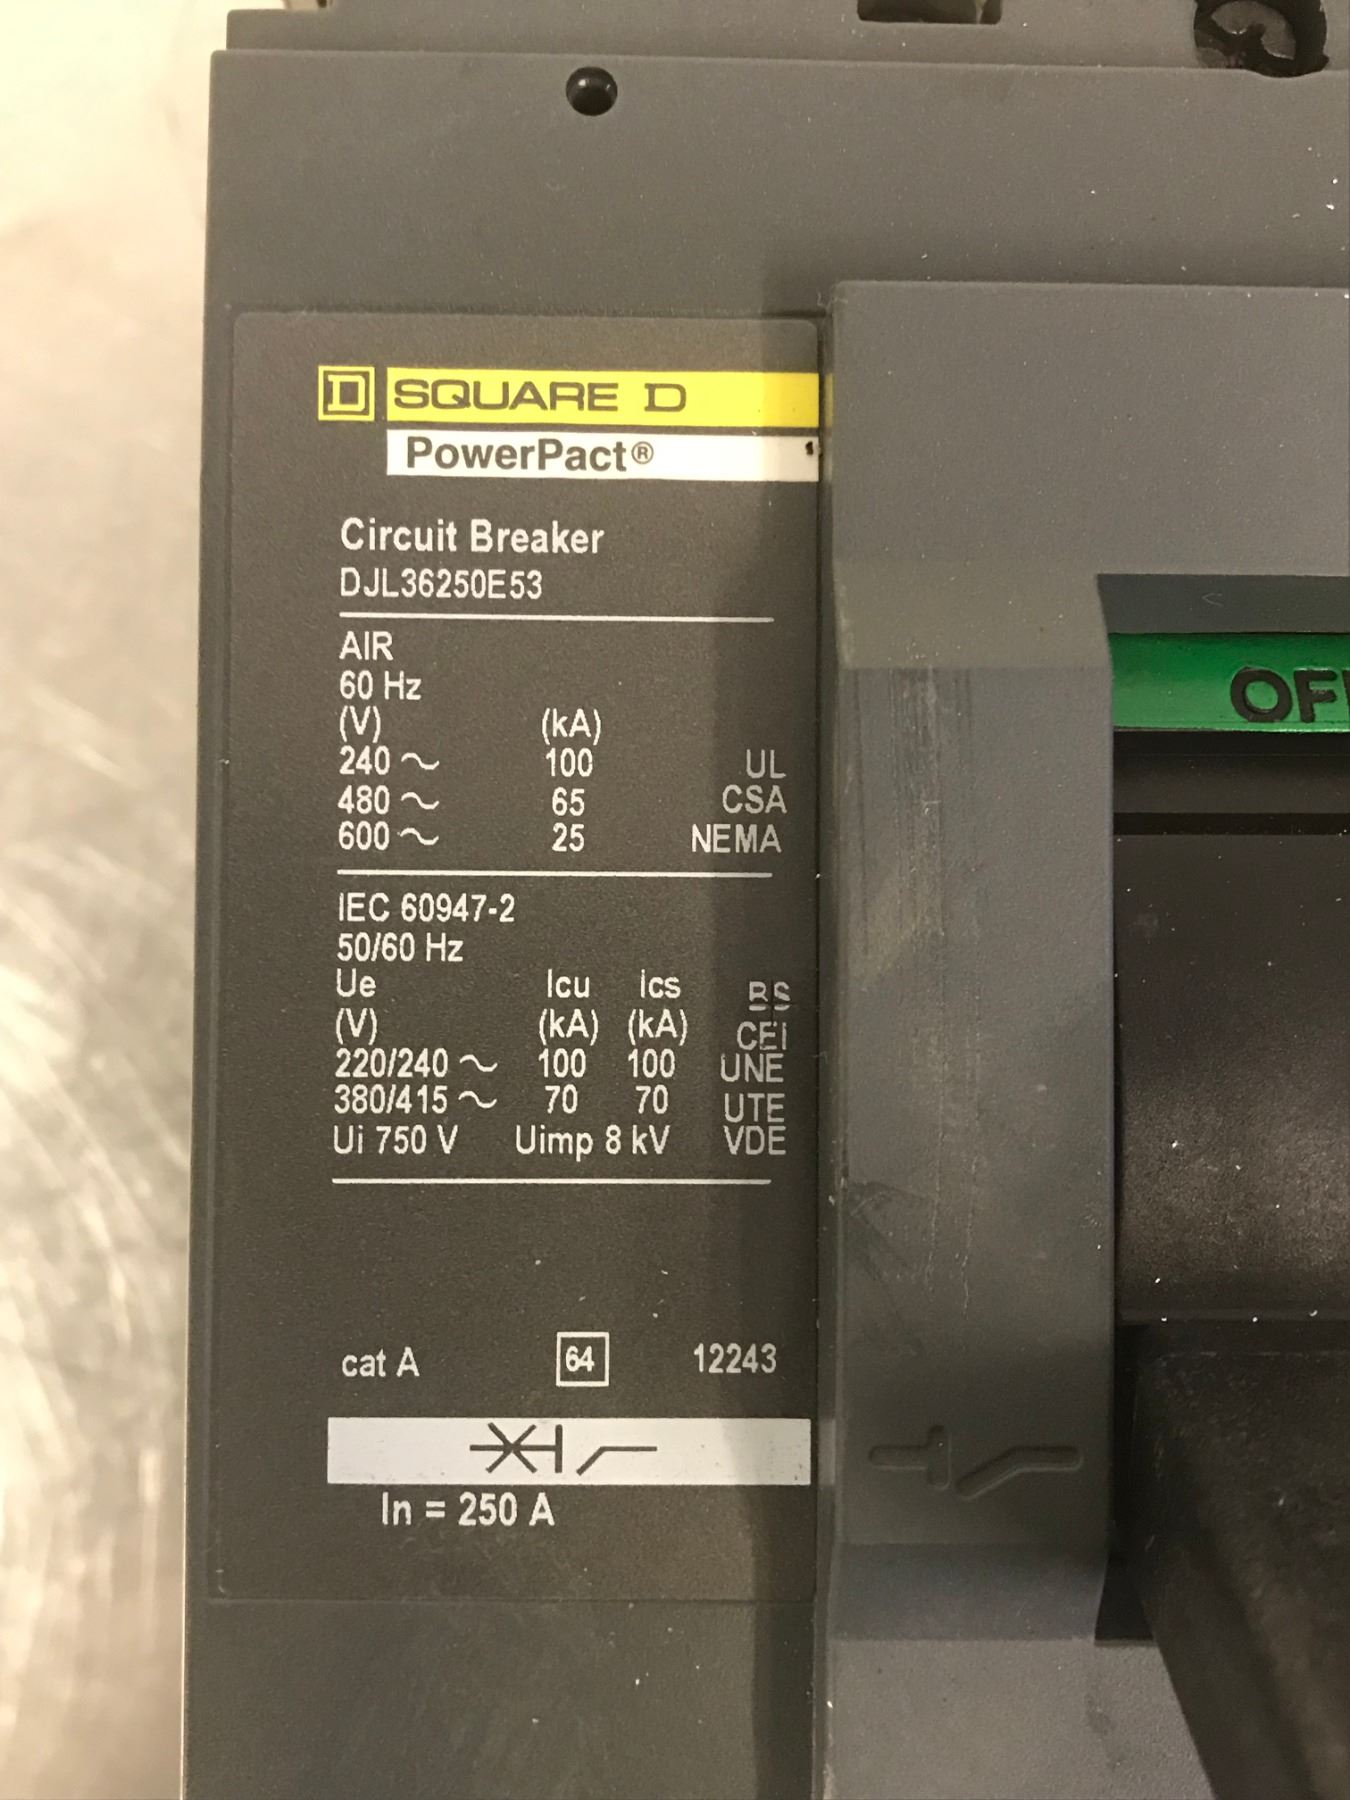 D SQUARE D
PowerPact®
Circuit Breaker
DJL36250E53
AIR
60 Hz
(V) (kA)
240 ~ 100 UL
480 ~ 65 CSA
600 ~ 25 NEMA
IEC 60947-2
50/60 Hz
Ue Icu Ics BS
(V) (kA) (kA) CEI
220/240 ~ 100 100 UNE
380/415 ~ 70 70 UTE
Ui 750 V Uimp 8 kV VDE
cat A 64 12243
In = 250 A